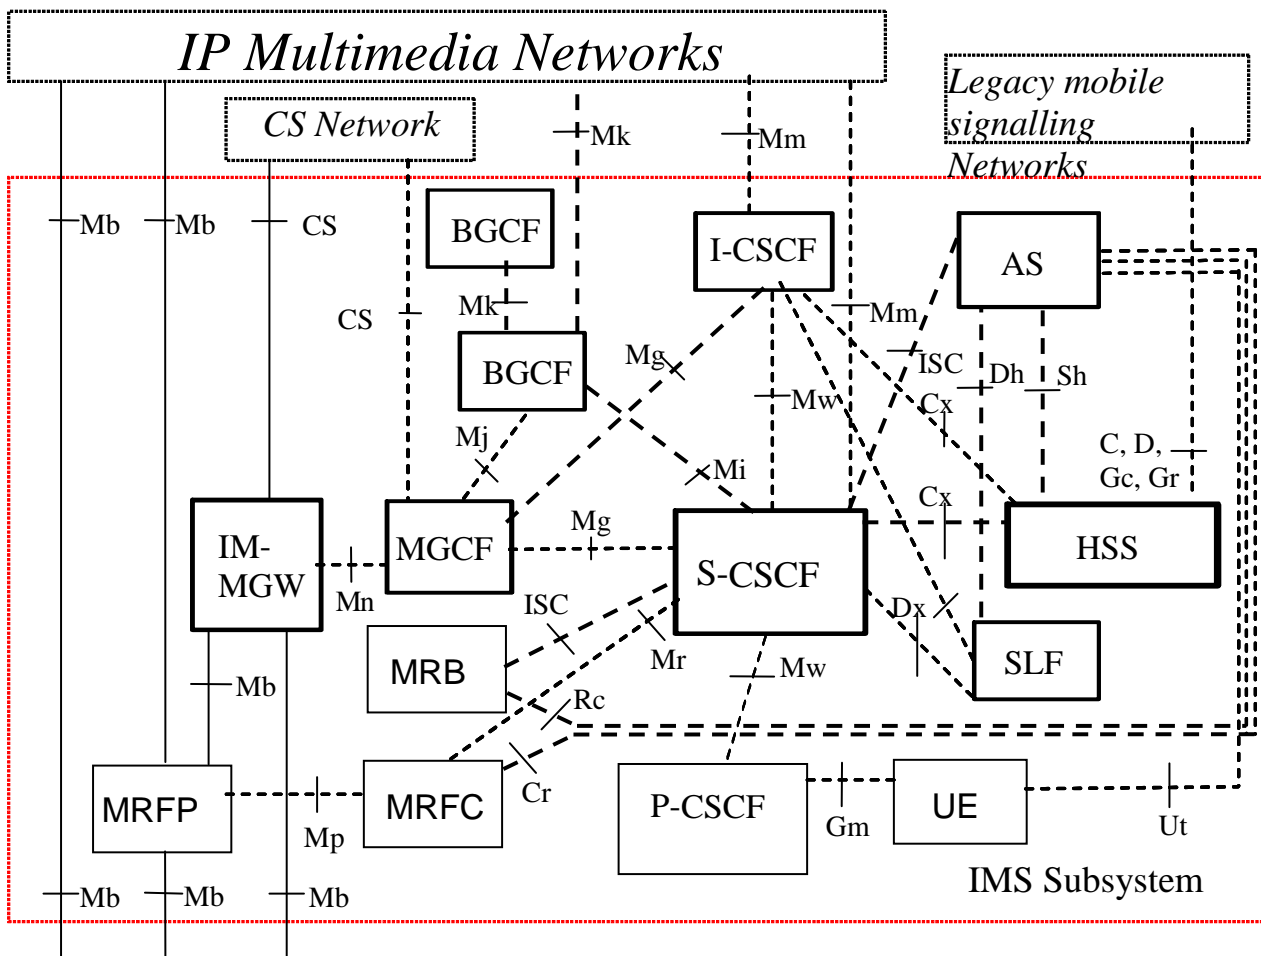 IP Multimedia Networks
Legacy mobile
signalling
Networks
CS Network
Mk
Mm
Mb
Mb
CS
BGCF
I-CSCF
AS
Mk
CS
Mm
BGCF
Mg
ISC
Dh
Sh
Mw
Cx
Mj
Mi
C, D,
Gc, Gr
Cx
Mg
IM-
MGW
MGCF
S-CSCF
HSS
Mn
ISC
Dx
Mr
MRB
Mw
SLF
Mb
Rc
Cr
MRFP
MRFC
P-CSCF
UE
Mp
Gm
Ut
IMS Subsystem
Mb
Mb
Mb